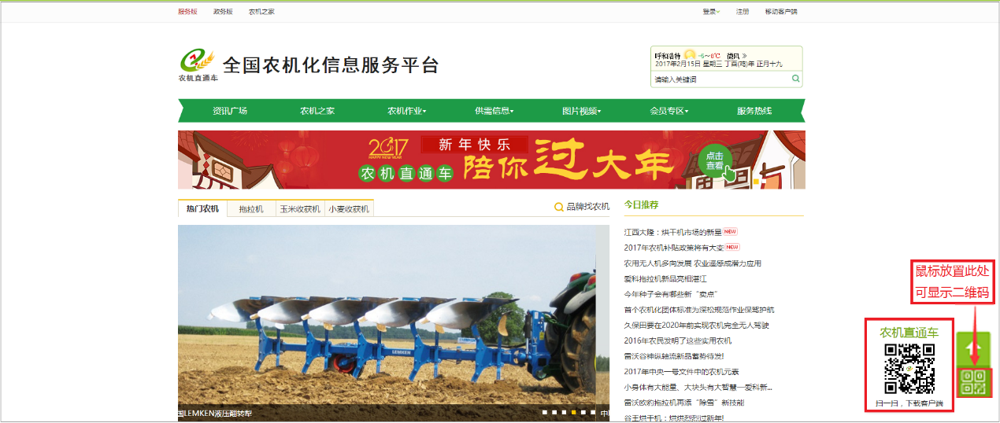 服务版 政务版 农机之家 登录 注册 移动客户端
农机直通车
全国农机化信息服务平台
呼和浩特 -6～6℃ 微风
2017年2月15日 星期三 丁酉(鸡)年 正月十九
请输入关键词
资讯广场 农机之家 农机作业 供需信息 图片视频 会员专区 服务热线
2017 新年快乐
HAPPY NEW YEAR
农机直通车
陪你过大年
点击
查看
热门农机 拖拉机 玉米收获机 小麦收获机 品牌找农机
LEMKEN
国LEMKEN液压翻转犁
今日推荐
江西大隆：烘干机市场的新星 NEW
2017年农机补贴政策将有大变 NEW
农用无人机多向发展 农业遥感成潜力应用
爱科拖拉机新品亮相湛江
今年种子会有哪些新“卖点”
首个农机化团体标准为深松规范作业保驾护航
久保田要在2020年前实现农机完全无人驾驶
2016年农民发明了这些实用农机
雷沃谷神纵轴流新品蓄势待发!
2017年中央一号文件中的农机元素
小身体有大能量、大块头有大智慧—爱科新...
雷沃欧豹拖拉机再添“除雪”新技能
谷王烘干机：烘烘烈烈过新年!
鼠标放置此处
可显示二维码
农机直通车
扫一扫，下载客户端